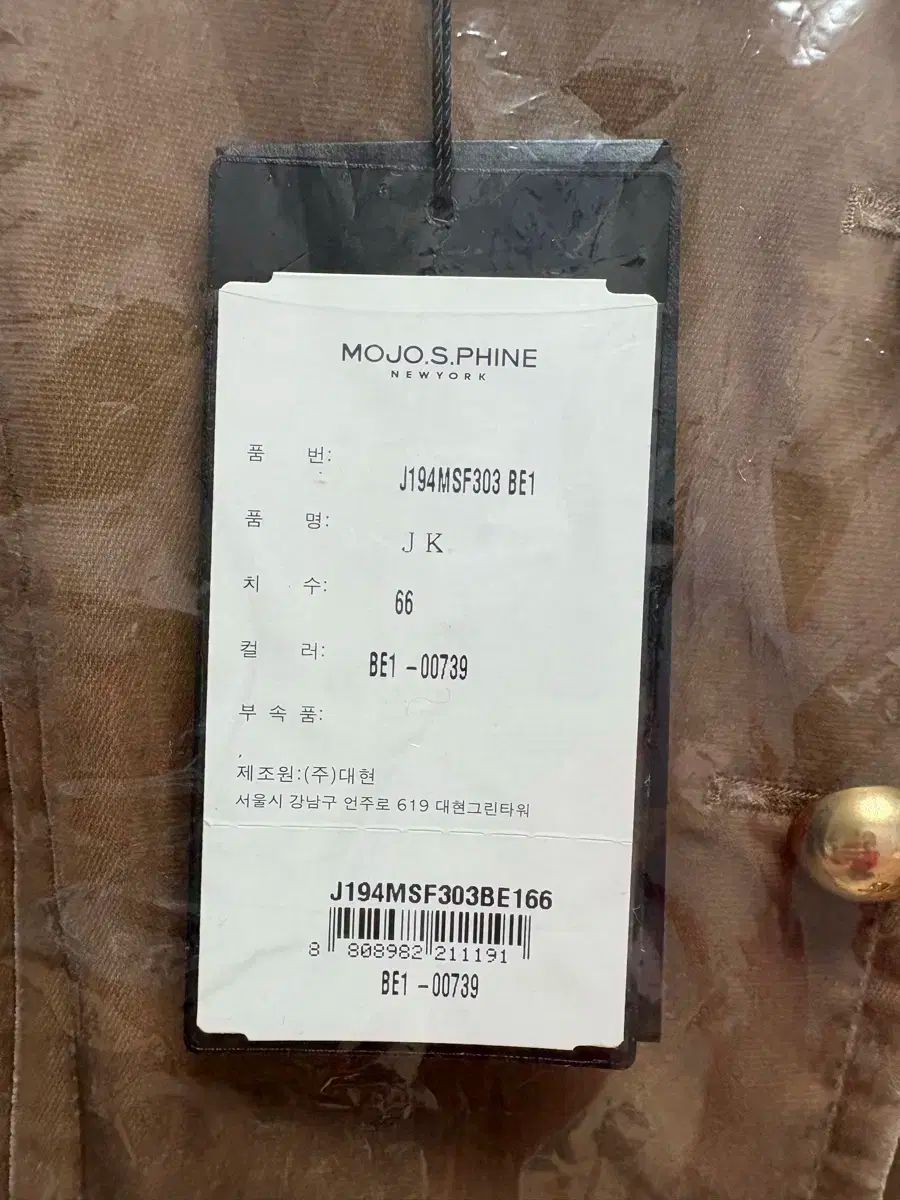 MOJO.S.PHINE
NEWYORK
품 번:
J194MSF303 BE1
품 명:
JK
치 수:
66
컬 러:
BE1 -00739
부 속 품:
제조원:(주)대현
서울시 강남구 언주로 619 대현그린타워
J194MSF303BE166
8 808982 211191
BE1 -00739